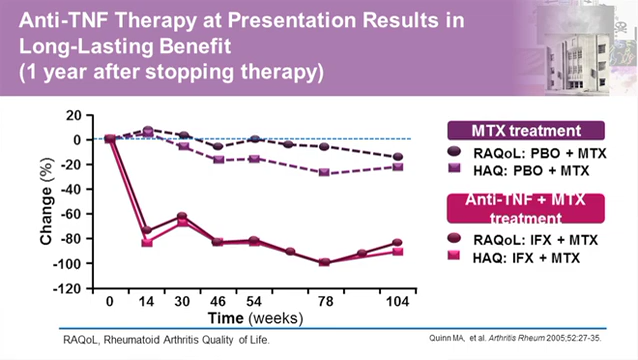 Anti-TNF Therapy at Presentation Results in
Long-Lasting Benefit
(1 year after stopping therapy)
20
0
-20
-40
-60
-80
-100
-120
Change (%)
0 14 30 46 54 78 104
Time (weeks)
MTX treatment
RAQoL: PBO + MTX
HAQ: PBO + MTX
Anti-TNF + MTX
treatment
RAQoL: IFX + MTX
HAQ: IFX + MTX
RAQoL, Rheumatoid Arthritis Quality of Life.
Quinn MA, et al. Arthritis Rheum 2005;52:27-35.